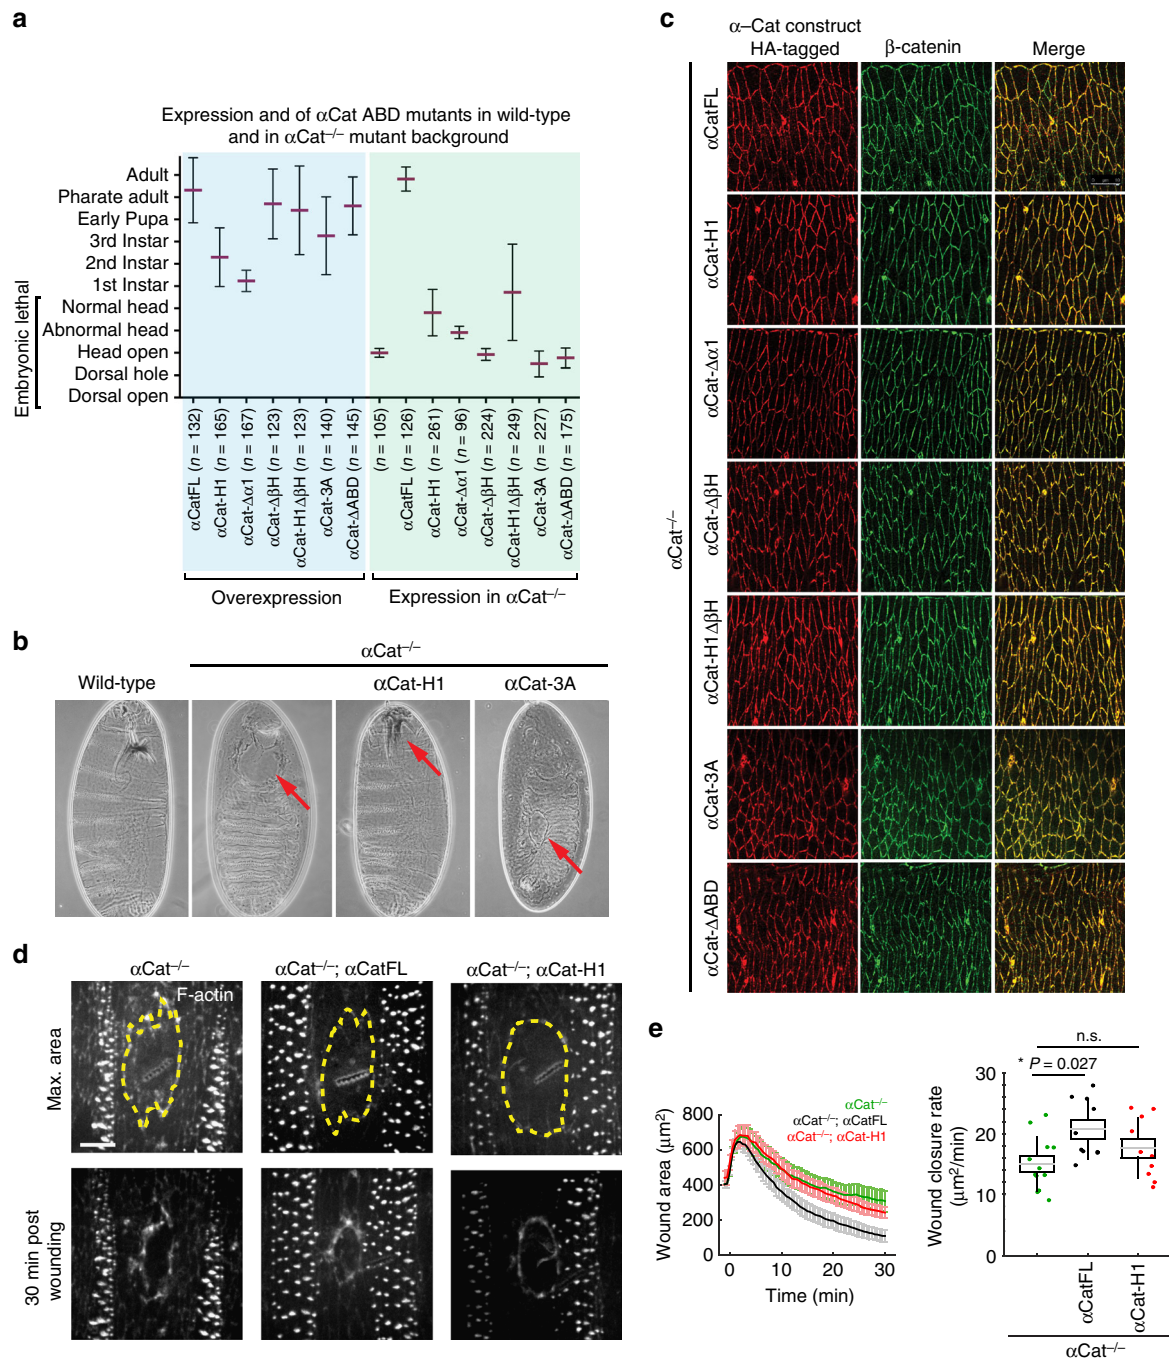 a
Expression and of αCat ABD mutants in wild-type
and in αCat–/– mutant background
Adult
Pharate adult
Early Pupa
3rd Instar
2nd Instar
1st Instar
Normal head
Abnormal head
Head open
Dorsal hole
Dorsal open
Embryonic lethal
αCatFL (n = 132)
αCat-H1 (n = 165)
αCat-Δα1 (n = 167)
αCat-ΔβH (n = 123)
αCat-H1ΔβH (n = 123)
αCat-3A (n = 140)
αCat-ΔABD (n = 145)
(n = 105)
αCatFL (n = 126)
αCat-H1 (n = 261)
αCat-Δα1 (n = 96)
αCat-ΔβH (n = 224)
αCat-H1ΔβH (n = 249)
αCat-3A (n = 227)
αCat-ΔABD (n = 175)
Overexpression
Expression in αCat–/–
b
αCat–/–
Wild-type
αCat-H1
αCat-3A
c
α–Cat construct
HA-tagged
β-catenin
Merge
αCat–/–
αCatFL
αCat-H1
αCat-Δα1
αCat-ΔβH
αCat-H1ΔβH
αCat-3A
αCat-ΔABD
d
αCat–/–
αCat–/–; αCatFL
αCat–/–; αCat-H1
F-actin
Max. area
30 min post
wounding
e
Wound area (μm2)
800
600
400
200
0
0
10
20
30
Time (min)
αCat–/–
αCat–/–; αCatFL
αCat–/–; αCat-H1
n.s.
* P = 0.027
Wound closure rate
(μm2/min)
30
20
10
0
αCatFL
αCat-H1
αCat–/–